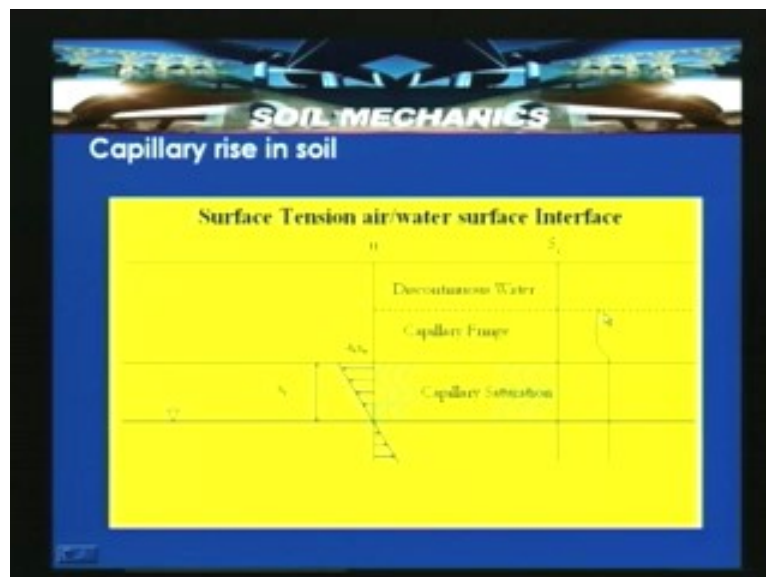 SOIL MECHANICS
Capillary rise in soil
Surface Tension air/water surface Interface
u
S
Discontinuous Water
Capillary Fringe
Capillary Saturation